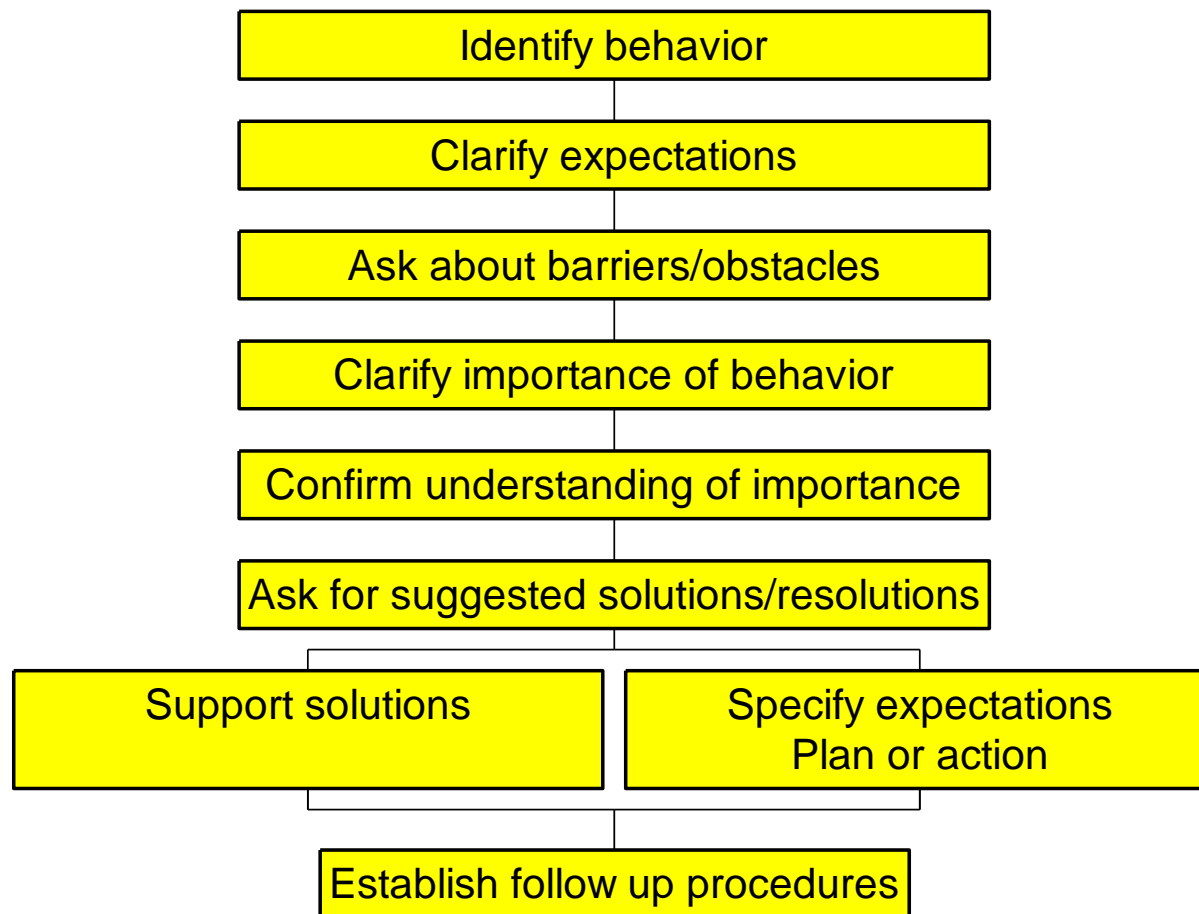 Identify behavior
Clarify expectations
Ask about barriers/obstacles
Clarify importance of behavior
Confirm understanding of importance
Ask for suggested solutions/resolutions
Support solutions
Specify expectations
Plan or action
Establish follow up procedures